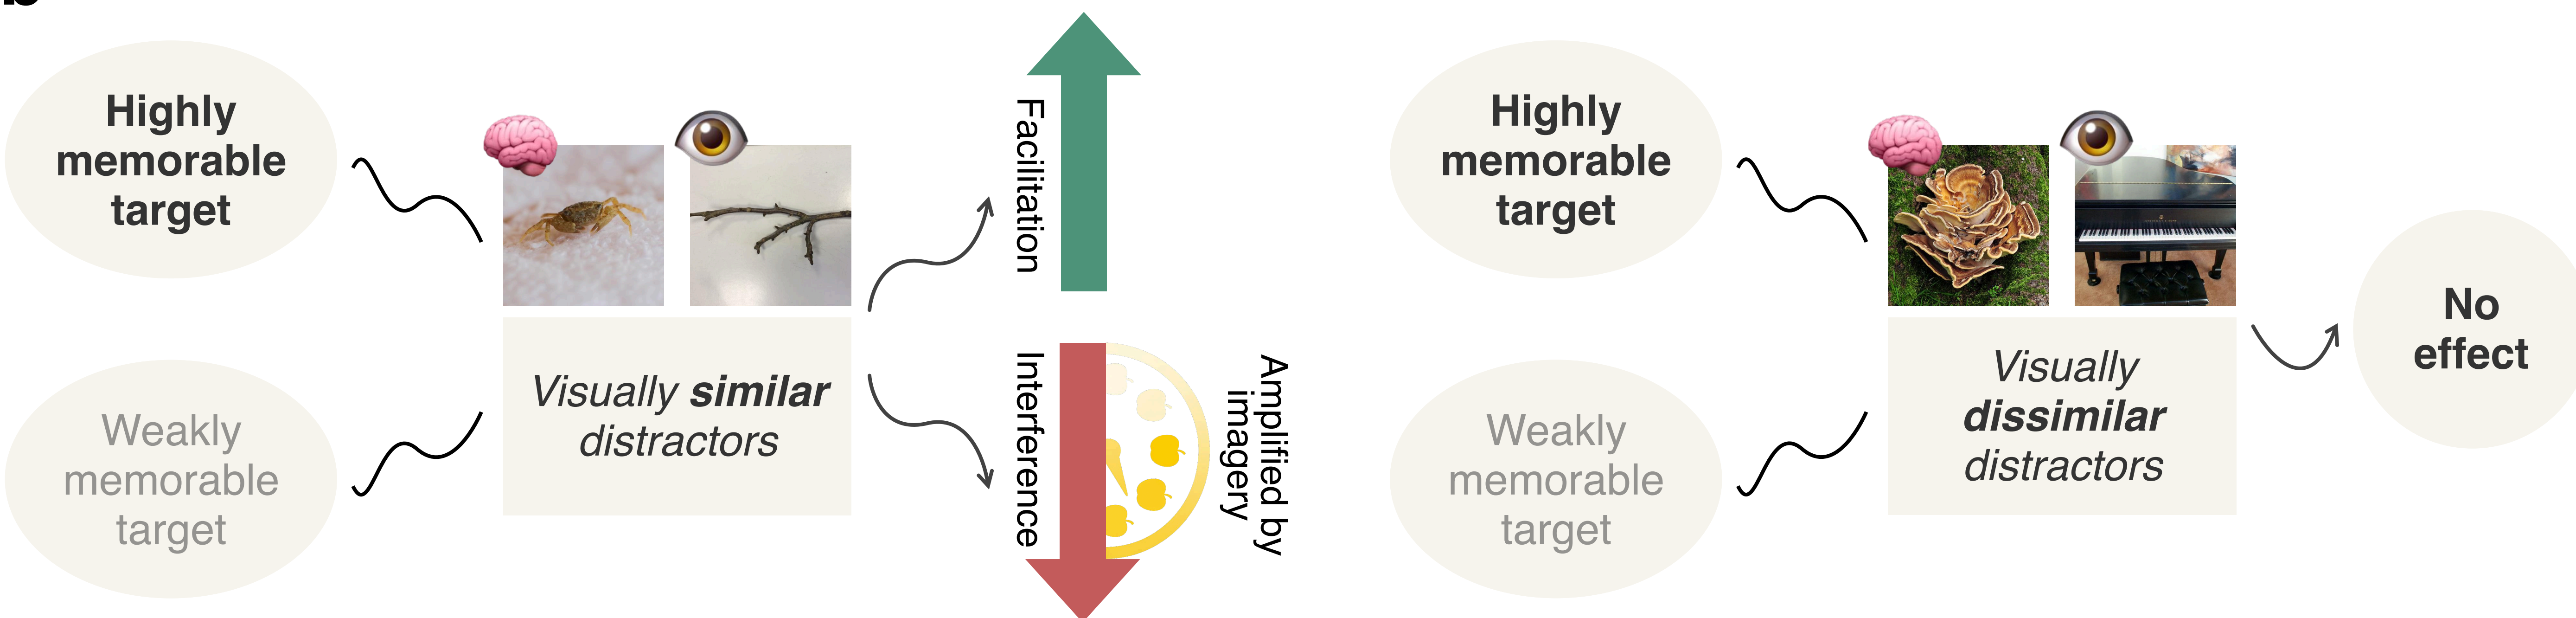 b
Highly
memorable
target
Weakly
memorable
target
Visually similar
distractors
Facilitation
Interference
Amplified by
imagery
Highly
memorable
target
Weakly
memorable
target
Visually
dissimilar
distractors
No
effect